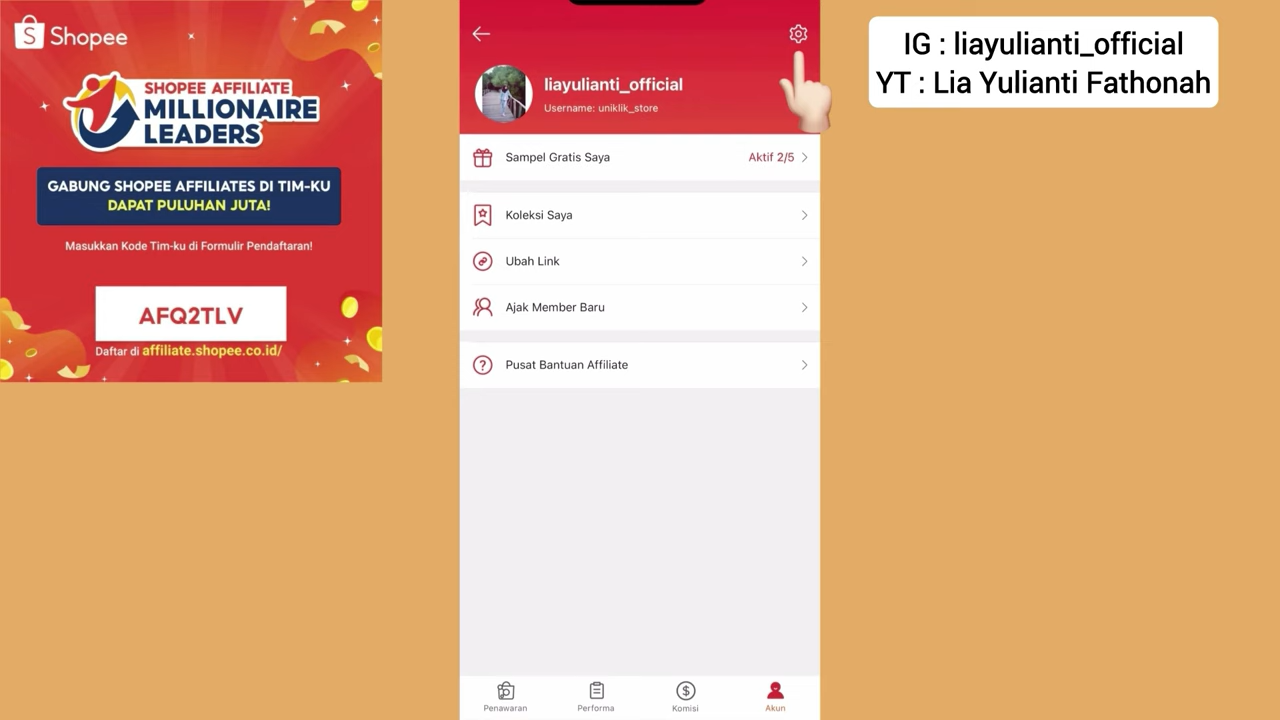 Shopee
SHOPEE AFFILIATE
MILLIONAIRE
LEADERS
GABUNG SHOPEE AFFILIATES DI TIM-KU
DAPAT PULUHAN JUTA!
Masukkan Kode Tim-ku di Formulir Pendaftaran!
AFQ2TLV
Daftar di affiliate.shopee.co.id/
liayulianti_official
Username: uniklik_store
Sampel Gratis Saya Aktif 2/5
Koleksi Saya
Ubah Link
Ajak Member Baru
Pusat Bantuan Affiliate
Penawaran Performa Komisi Akun
IG : liayulianti_official
YT : Lia Yulianti Fathonah